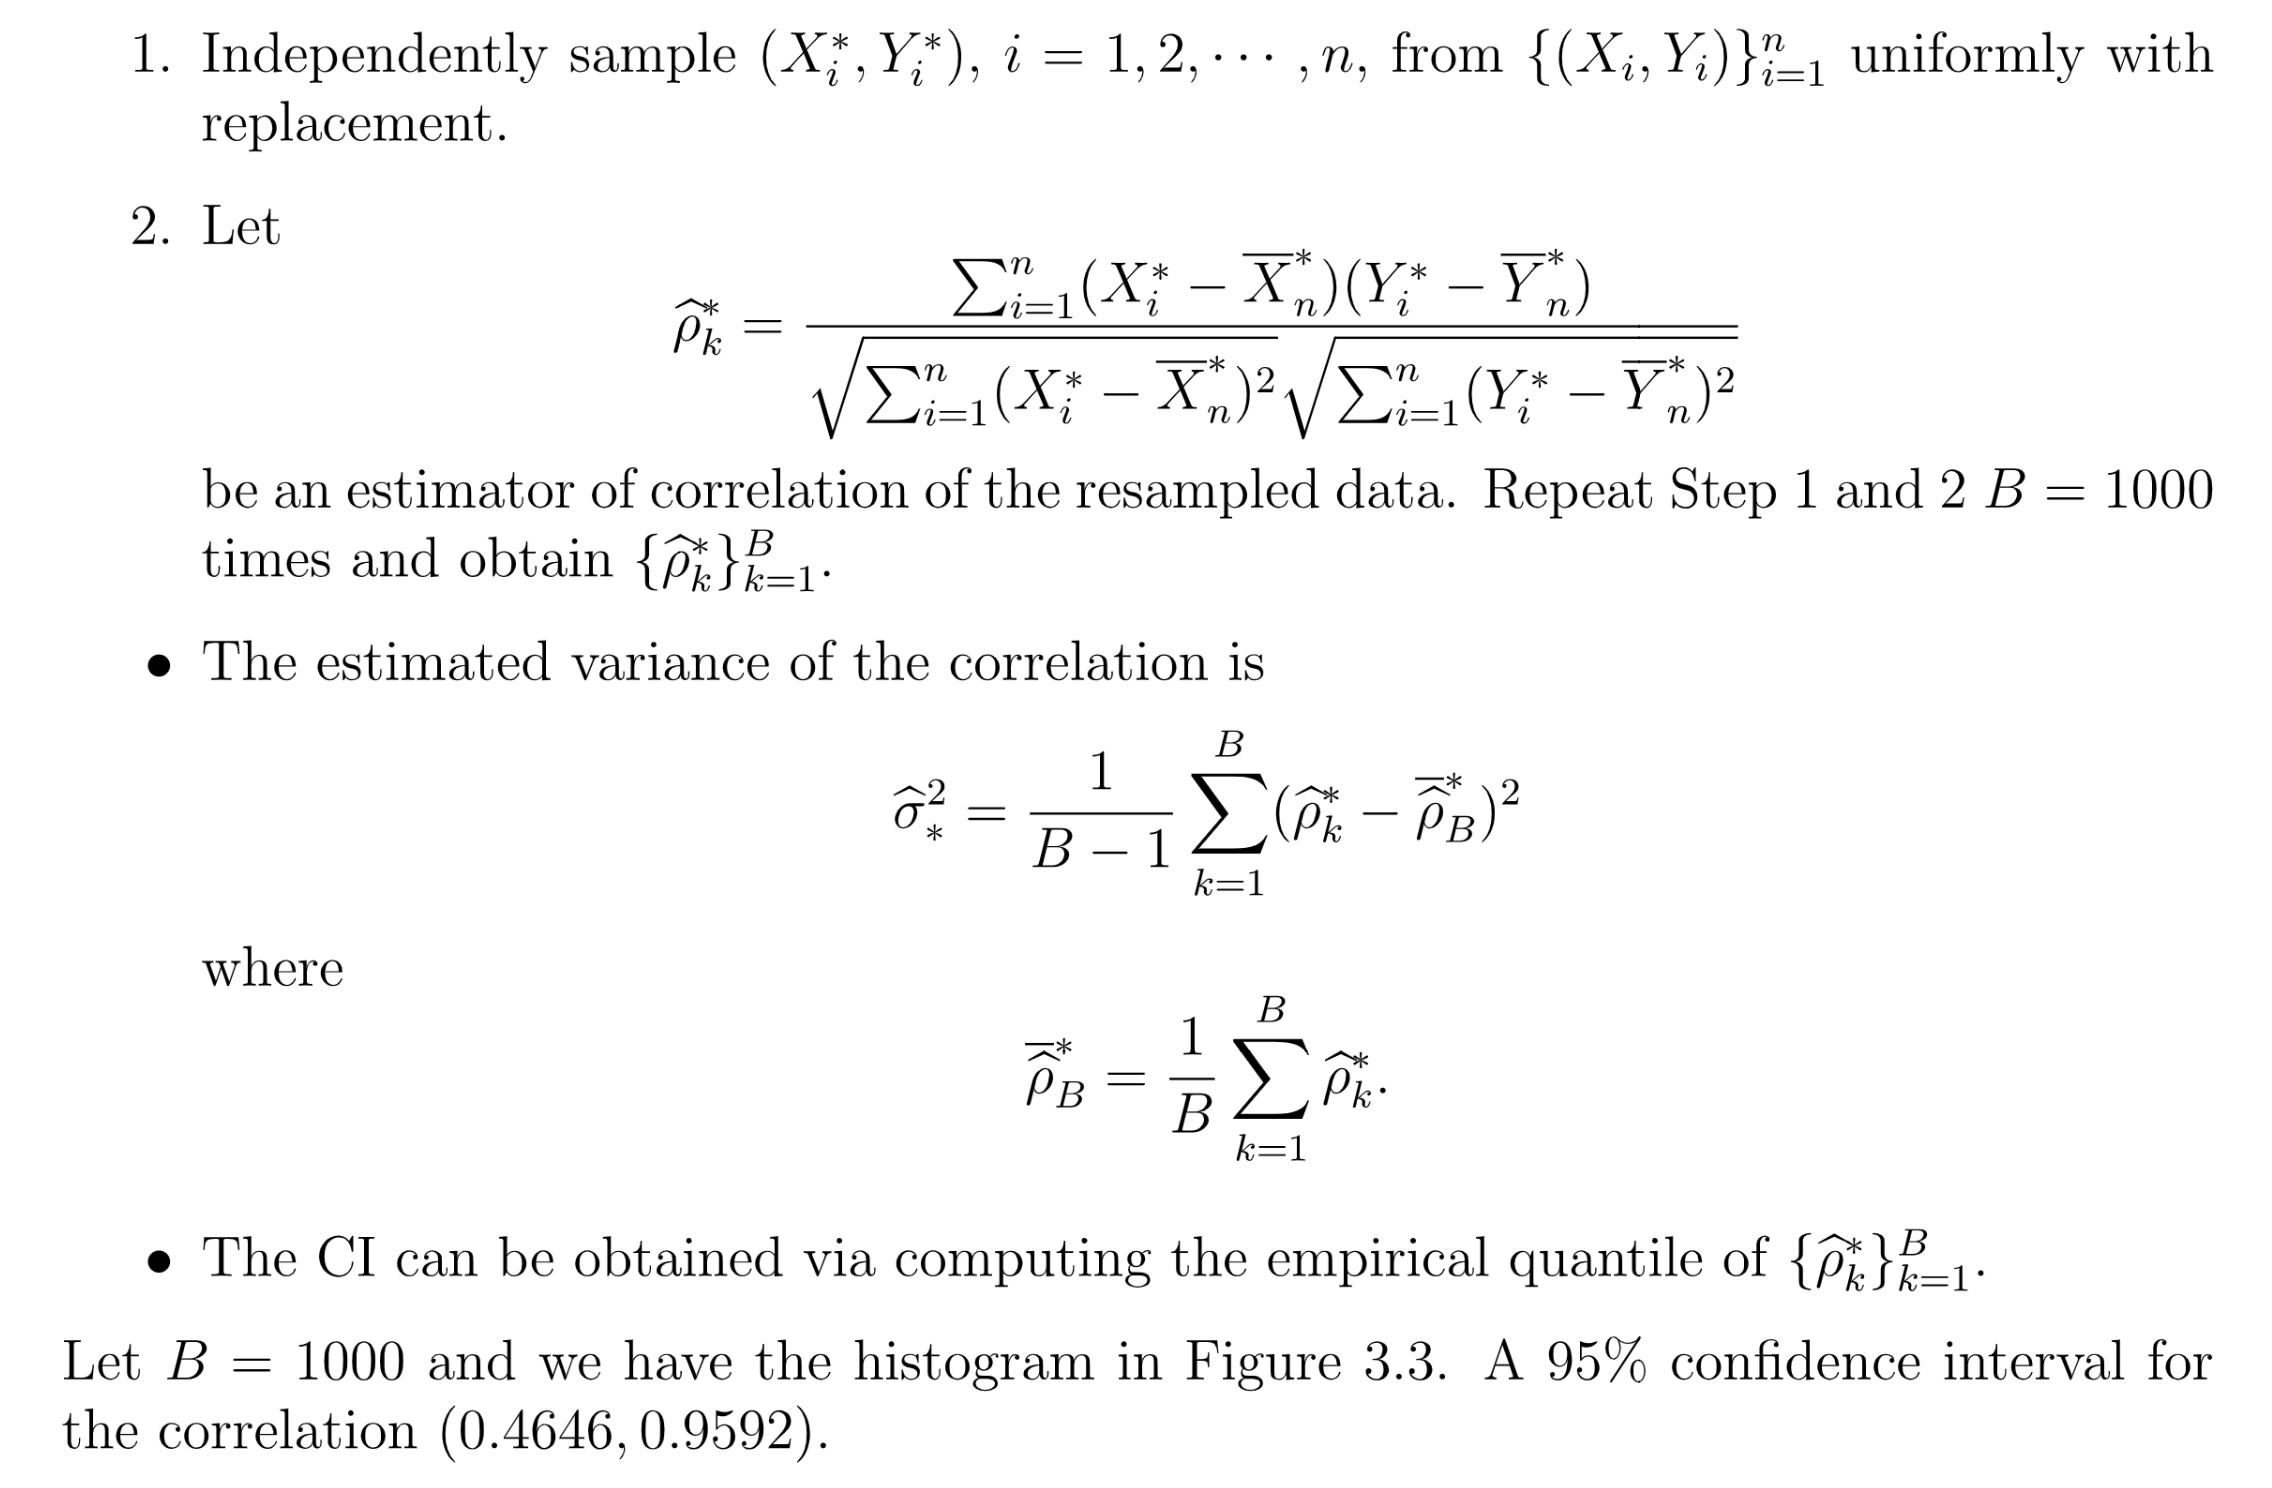 1. Independently sample $(X_i^*, Y_i^*)$, $i = 1, 2, \cdots, n$, from $\{(X_i, Y_i)\}_{i=1}^n$ uniformly with
replacement.
2. Let
$$\widehat{\rho}_k^* = \frac{\sum_{i=1}^n (X_i^* - \overline{X}_n^*)(Y_i^* - \overline{Y}_n^*)}{\sqrt{\sum_{i=1}^n (X_i^* - \overline{X}_n^*)^2}\sqrt{\sum_{i=1}^n (Y_i^* - \overline{Y}_n^*)^2}}$$
be an estimator of correlation of the resampled data. Repeat Step 1 and 2 $B = 1000$
times and obtain $\{\widehat{\rho}_k^*\}_{k=1}^B$.
• The estimated variance of the correlation is
$$\widehat{\sigma}_*^2 = \frac{1}{B-1} \sum_{k=1}^B (\widehat{\rho}_k^* - \overline{\widehat{\rho}}_B^*)^2$$
where
$$\overline{\widehat{\rho}}_B^* = \frac{1}{B} \sum_{k=1}^B \widehat{\rho}_k^*.$$
• The CI can be obtained via computing the empirical quantile of $\{\widehat{\rho}_k^*\}_{k=1}^B$.
Let $B = 1000$ and we have the histogram in Figure 3.3. A 95% confidence interval for
the correlation $(0.4646, 0.9592)$.